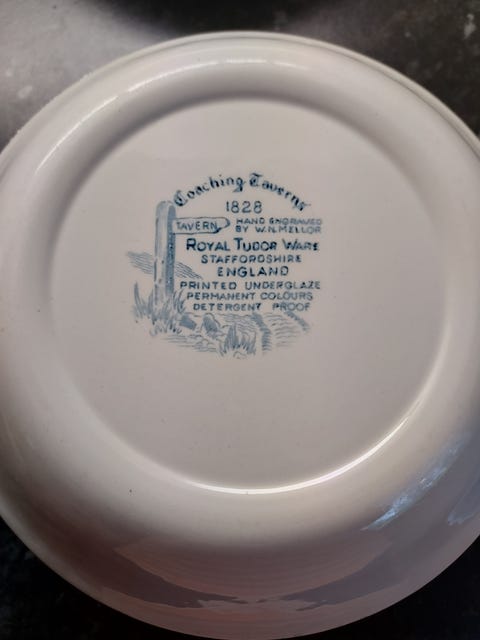 Coaching Taverns
1828
TAVERN
HAND ENGRAVED
BY W.N.MELLOR
ROYAL TUDOR WARE
STAFFORDSHIRE
ENGLAND
PRINTED UNDERGLAZE
PERMANENT COLOURS
DETERGENT PROOF